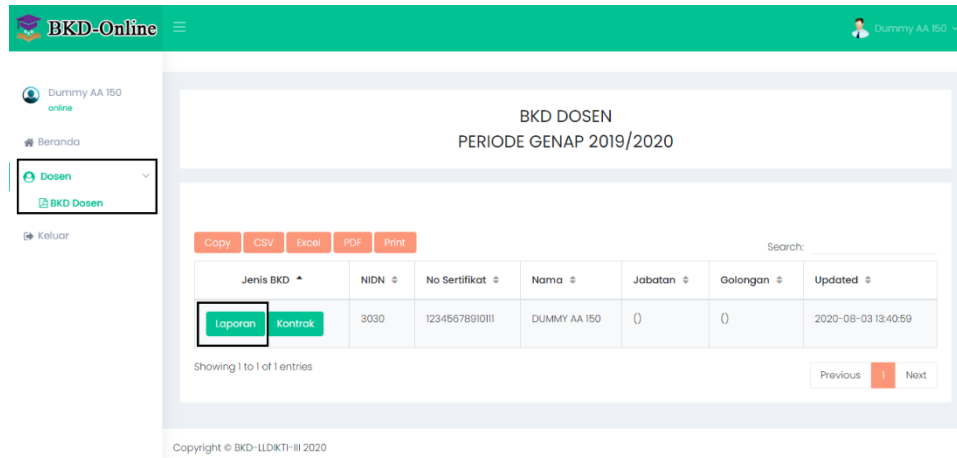 BKD-Online
Dummy AA 150
Dummy AA 150
online
Beranda
Dosen
BKD Dosen
Keluar
BKD DOSEN
PERIODE GENAP 2019/2020
Copy CSV Excel PDF Print
Search:
Jenis BKD NIDN No Sertifikat Nama Jabatan Golongan Updated
Laporan Kontrak 3030 12345678910111 DUMMY AA 150 () () 2020-08-03 13:40:59
Showing 1 to 1 of 1 entries
Previous 1 Next
Copyright © BKD-LLDIKTI-III 2020